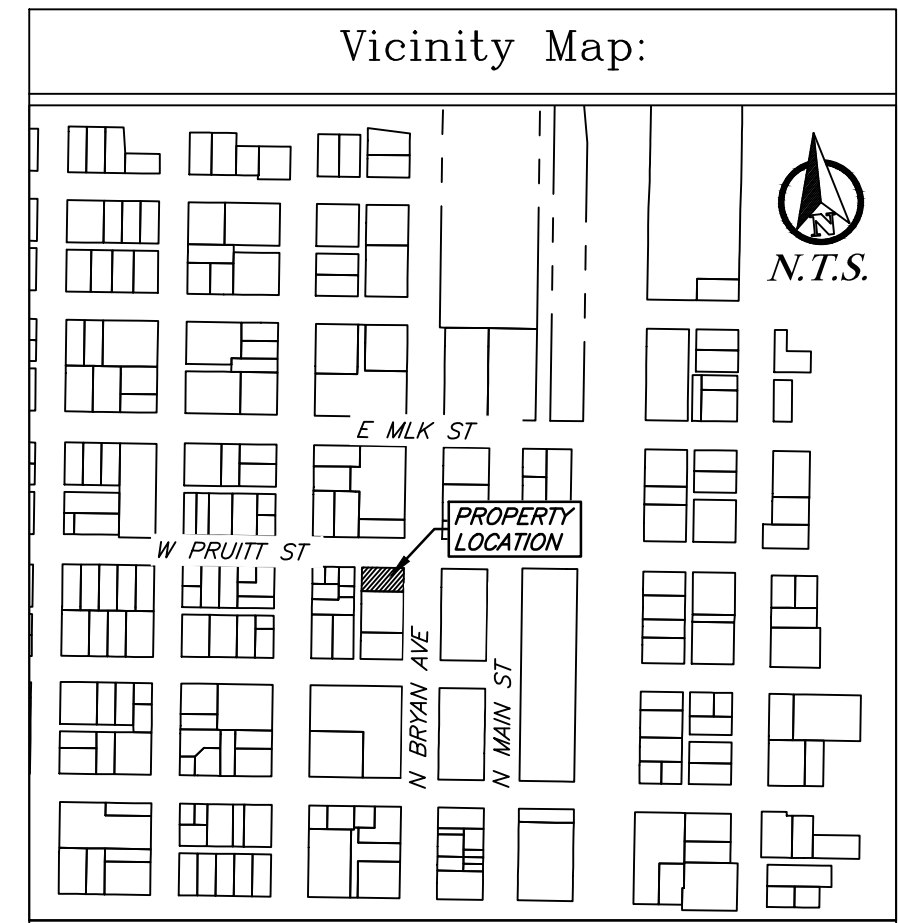 Vicinity Map:
N
N.T.S.
E MLK ST
PROPERTY
LOCATION
W PRUITT ST
N BRYAN AVE
N MAIN ST